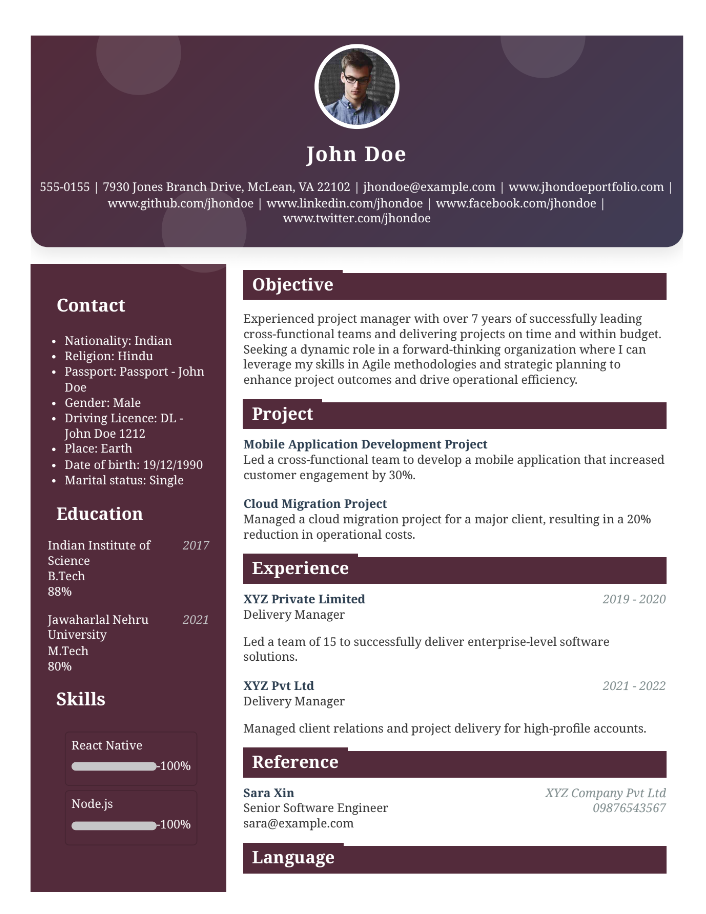 John Doe
555-0155 | 7930 Jones Branch Drive, McLean, VA 22102 | jhondoe@example.com | www.jhondoeportfolio.com |
www.github.com/jhondoe | www.linkedin.com/jhondoe | www.facebook.com/jhondoe |
www.twitter.com/jhondoe
Contact
• Nationality: Indian
• Religion: Hindu
• Passport: Passport - John
Doe
• Gender: Male
• Driving Licence: DL -
John Doe 1212
• Place: Earth
• Date of birth: 19/12/1990
• Marital status: Single
Education
Indian Institute of 2017
Science
B.Tech
88%
Jawaharlal Nehru 2021
University
M.Tech
80%
Skills
React Native
-100%
Node.js
-100%
Objective
Experienced project manager with over 7 years of successfully leading
cross-functional teams and delivering projects on time and within budget.
Seeking a dynamic role in a forward-thinking organization where I can
leverage my skills in Agile methodologies and strategic planning to
enhance project outcomes and drive operational efficiency.
Project
Mobile Application Development Project
Led a cross-functional team to develop a mobile application that increased
customer engagement by 30%.
Cloud Migration Project
Managed a cloud migration project for a major client, resulting in a 20%
reduction in operational costs.
Experience
XYZ Private Limited 2019 - 2020
Delivery Manager
Led a team of 15 to successfully deliver enterprise-level software
solutions.
XYZ Pvt Ltd 2021 - 2022
Delivery Manager
Managed client relations and project delivery for high-profile accounts.
Reference
Sara Xin XYZ Company Pvt Ltd
Senior Software Engineer 09876543567
sara@example.com
Language